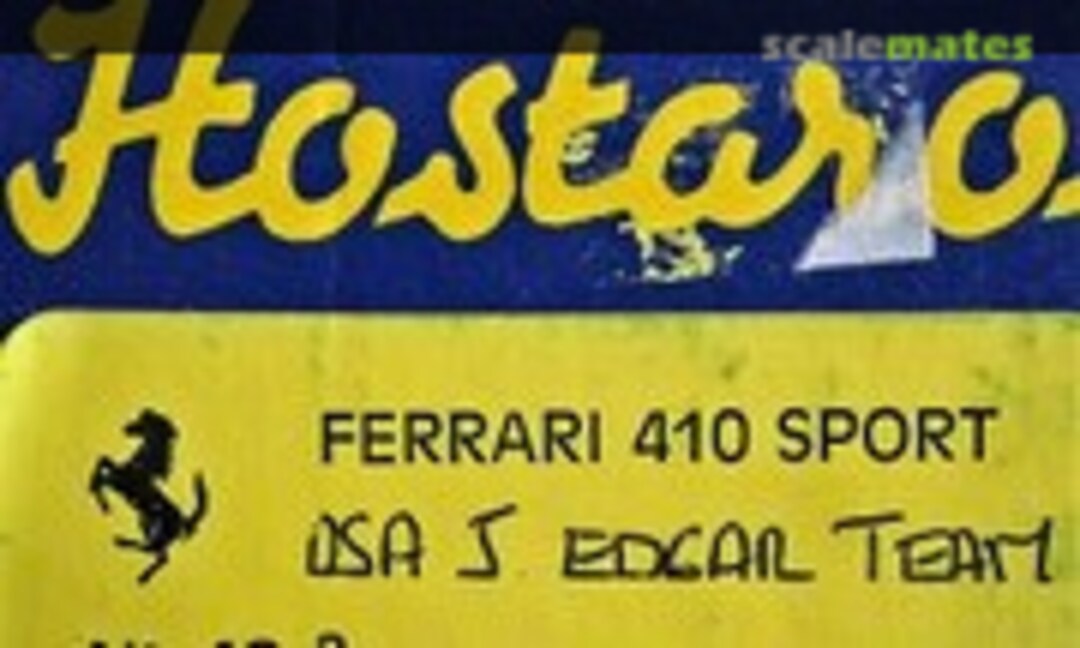 scalemates
Hostaro
FERRARI 410 SPORT
USA J EDGAR TEAM